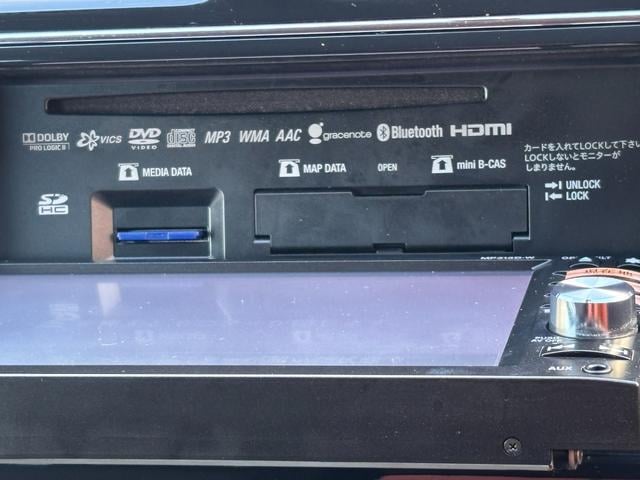 DOLBY PRO LOGIC II VICS DVD VIDEO disc DIGITAL AUDIO MP3 WMA AAC gracenote Bluetooth HDMI
カードを入れてLOCKして下さい
LOCKしないとモニターが
しまりません。
MEDIA DATA MAP DATA OPEN mini B-CAS
UNLOCK
LOCK
SD HC
AUX